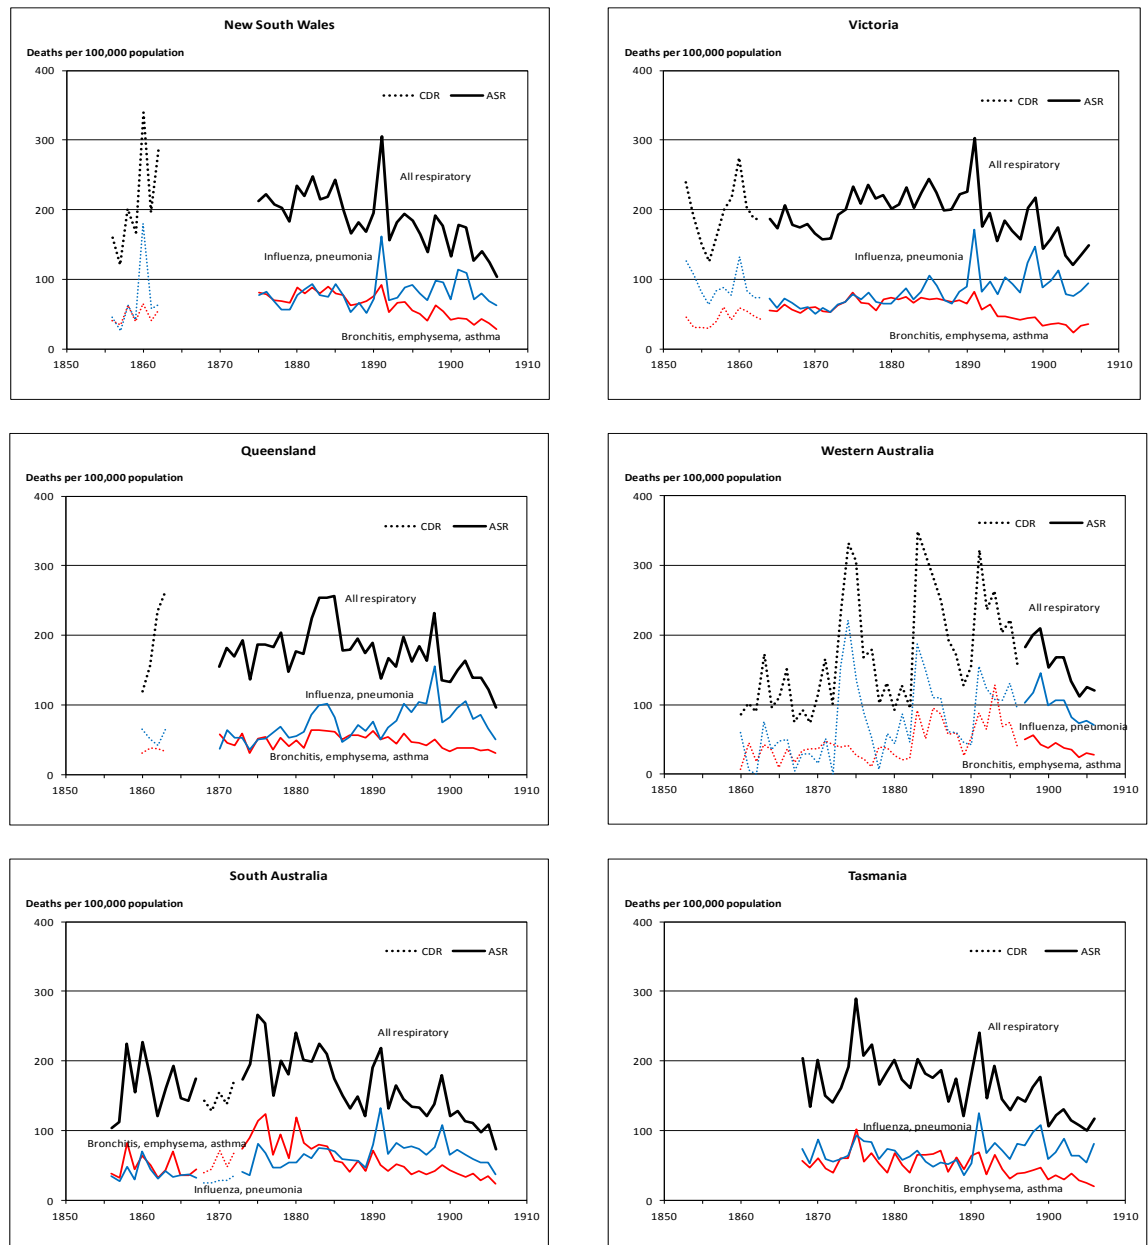 New South Wales
Deaths per 100,000 population
400
300
200
100
0
1850 1860 1870 1880 1890 1900 1910
CDR ASR
All respiratory
Influenza, pneumonia
Bronchitis, emphysema, asthma
Victoria
Deaths per 100,000 population
400
300
200
100
0
1850 1860 1870 1880 1890 1900 1910
CDR ASR
All respiratory
Influenza, pneumonia
Bronchitis, emphysema, asthma
Queensland
Deaths per 100,000 population
400
300
200
100
0
1850 1860 1870 1880 1890 1900 1910
CDR ASR
All respiratory
Influenza, pneumonia
Bronchitis, emphysema, asthma
Western Australia
Deaths per 100,000 population
400
300
200
100
0
1850 1860 1870 1880 1890 1900 1910
CDR ASR
All respiratory
Influenza, pneumonia
Bronchitis, emphysema, asthma
South Australia
Deaths per 100,000 population
400
300
200
100
0
1850 1860 1870 1880 1890 1900 1910
CDR ASR
All respiratory
Bronchitis, emphysema, asthma
Influenza, pneumonia
Tasmania
Deaths per 100,000 population
400
300
200
100
0
1850 1860 1870 1880 1890 1900 1910
CDR ASR
All respiratory
Influenza, pneumonia
Bronchitis, emphysema, asthma